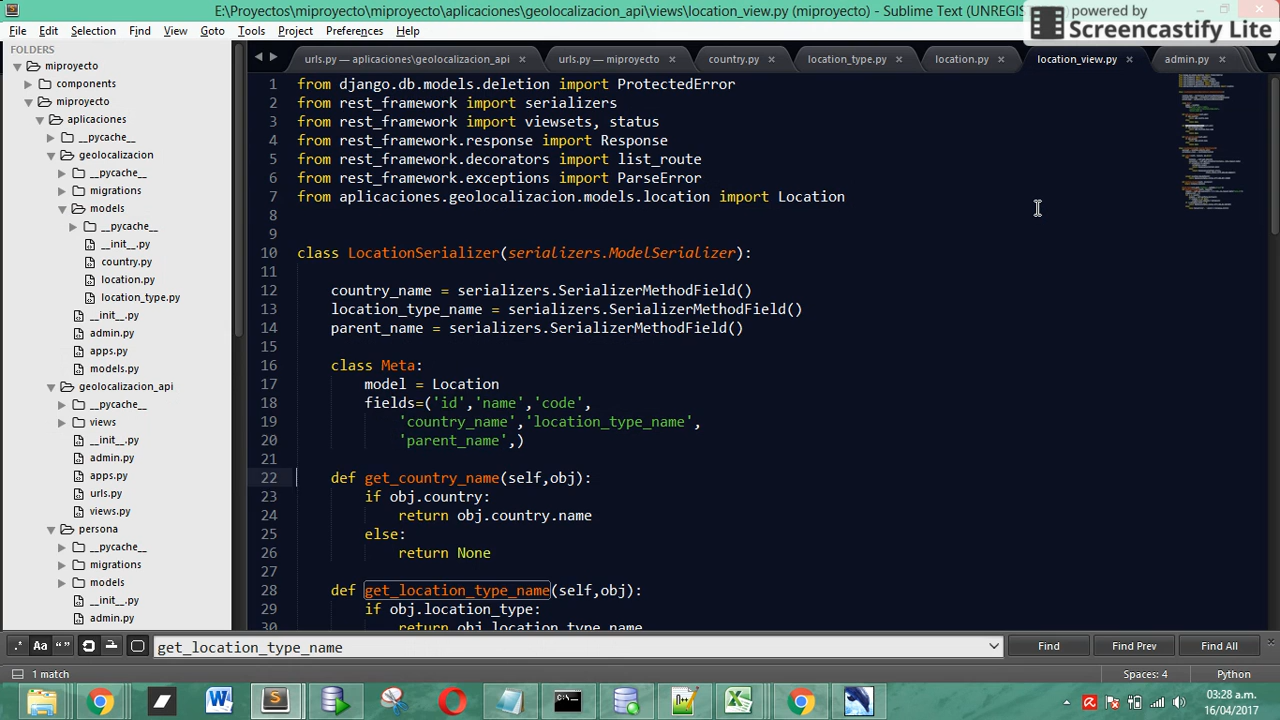 E:\Proyectos\miproyecto\miproyecto\aplicaciones\geolocalizacion_api\views\location_view.py (miproyecto) - Sublime Text (UNREGIS
powered by
Screencastify Lite
File Edit Selection Find View Goto Tools Project Preferences Help
FOLDERS
miproyecto
components
miproyecto
aplicaciones
__pycache__
geolocalizacion
__pycache__
migrations
models
__pycache__
__init__.py
country.py
location.py
location_type.py
__init__.py
admin.py
apps.py
models.py
geolocalizacion_api
__pycache__
views
__init__.py
admin.py
apps.py
urls.py
views.py
persona
__pycache__
migrations
models
__init__.py
admin.py
urls.py — aplicaciones\geolocalizacion_api urls.py — miproyecto country.py location_type.py location.py location_view.py admin.py
1 from django.db.models.deletion import ProtectedError
2 from rest_framework import serializers
3 from rest_framework import viewsets, status
4 from rest_framework.response import Response
5 from rest_framework.decorators import list_route
6 from rest_framework.exceptions import ParseError
7 from aplicaciones.geolocalizacion.models.location import Location
8
9
10 class LocationSerializer(serializers.ModelSerializer):
11
12 country_name = serializers.SerializerMethodField()
13 location_type_name = serializers.SerializerMethodField()
14 parent_name = serializers.SerializerMethodField()
15
16 class Meta:
17 model = Location
18 fields=('id','name','code',
19 'country_name','location_type_name',
20 'parent_name',)
21
22 def get_country_name(self,obj):
23 if obj.country:
24 return obj.country.name
25 else:
26 return None
27
28 def get_location_type_name(self,obj):
29 if obj.location_type:
30 return obj.location_type.name
.* Aa “ ” get_location_type_name Find Find Prev Find All
1 match Spaces: 4 Python
03:28 a.m.
16/04/2017